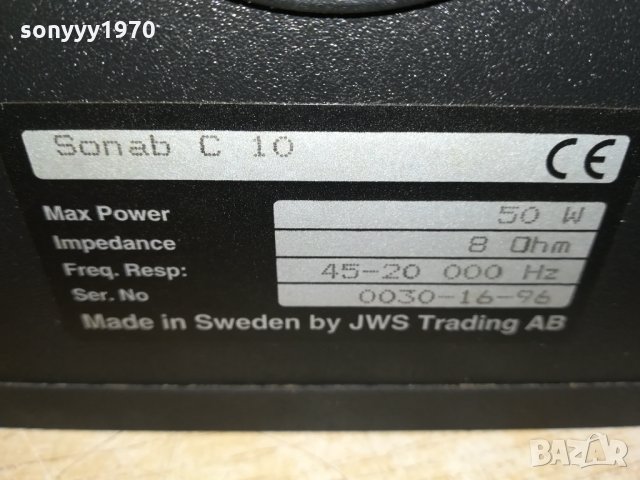 sonyyy1970
Sonab C 10 CE
Max Power 50 W
Impedance 8 Ohm
Freq. Resp: 45-20 000 Hz
Ser. No 0030-16-96
Made in Sweden by JWS Trading AB
BAZAR